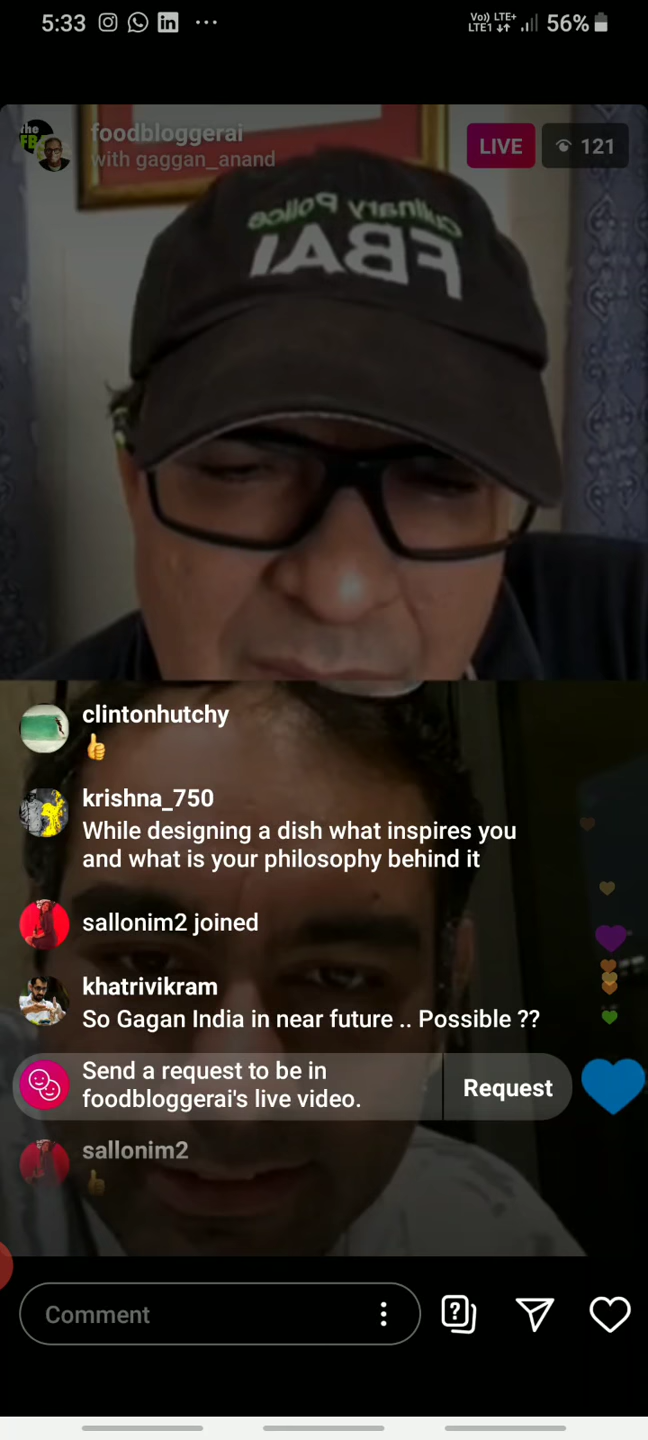 5:33
Vo)) LTE+
LTE1
56%
the
FB
foodbloggerai
with gaggan_anand
LIVE
121
Culinary Police
FBAI
clintonhutchy
👍
krishna_750
While designing a dish what inspires you
and what is your philosophy behind it
sallonim2 joined
khatrivikram
So Gagan India in near future .. Possible ??
Send a request to be in
foodbloggerai's live video.
Request
sallonim2
👍
Comment